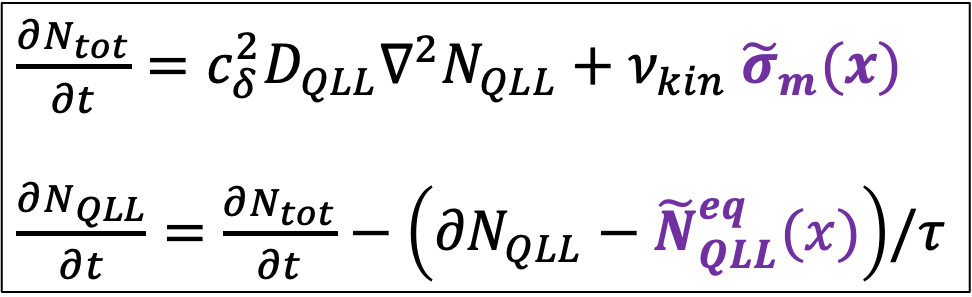 ∂N_tot/∂t = c_δ^2 D_QLL ∇^2 N_QLL + ν_kin σ̃_m(x)
∂N_QLL/∂t = ∂N_tot/∂t − (∂N_QLL − Ñ_QLL^eq(x))/τ